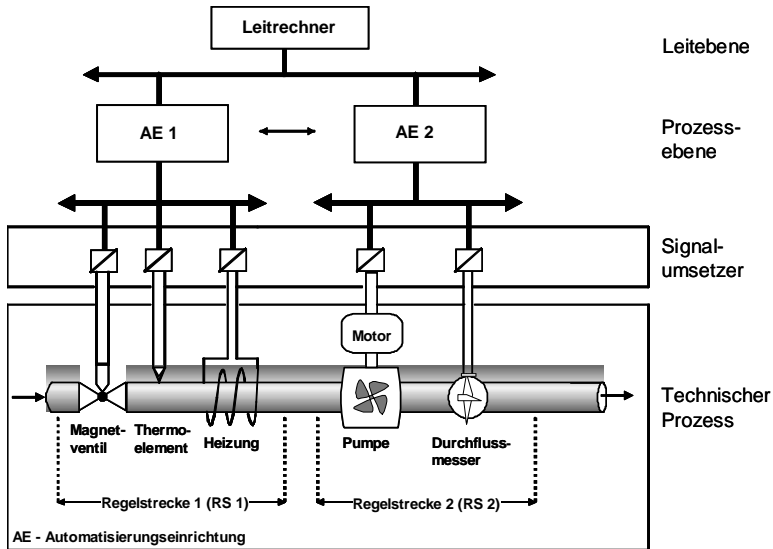 Leitrechner
Leitebene
AE 1
AE 2
Prozess-
ebene
Signal-
umsetzer
Motor
Technischer
Prozess
Magnet-
ventil
Thermo-
element
Heizung
Pumpe
Durchfluss-
messer
Regelstrecke 1 (RS 1)
Regelstrecke 2 (RS 2)
AE - Automatisierungseinrichtung